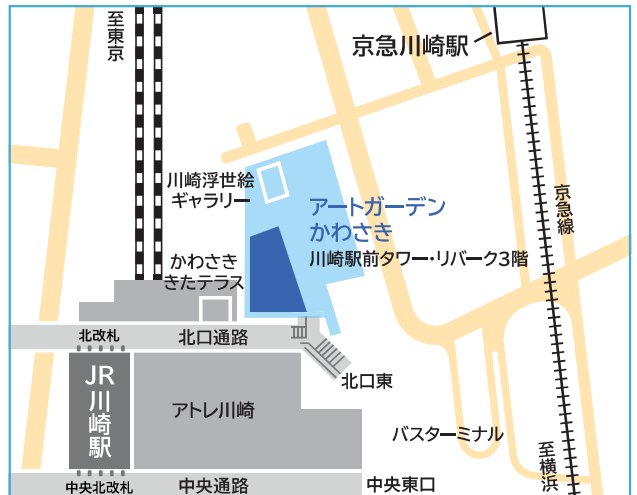 至東京
京急川崎駅
川崎浮世絵
ギャラリー
アートガーデン
かわさき
川崎駅前タワー・リバーク3階
京急線
かわさき
きたテラス
北改札
北口通路
JR
川崎駅
北口東
アトレ川崎
バスターミナル
至横浜
中央北改札
中央通路
中央東口